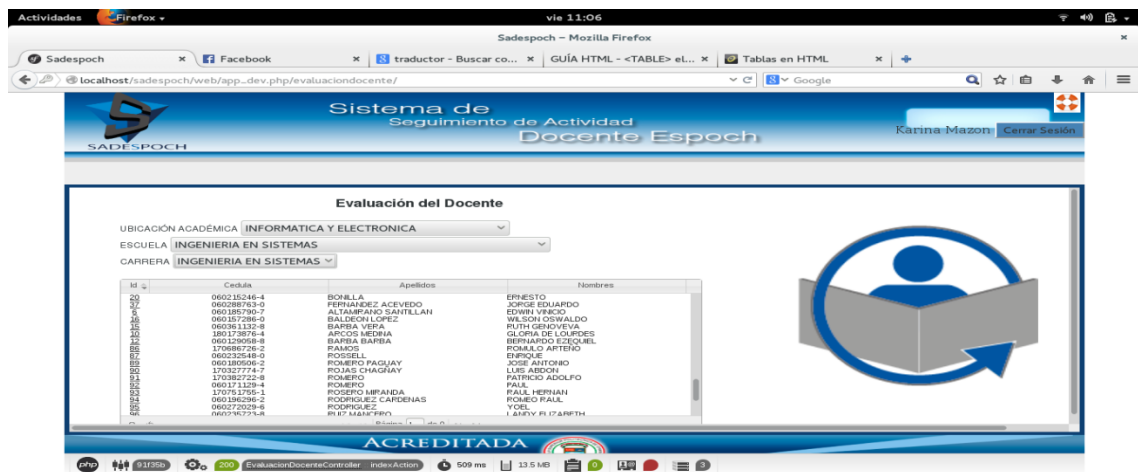 Actividades Firefox vie 11:06
Sadespoch – Mozilla Firefox
Sadespoch Facebook traductor - Buscar co... GUÍA HTML - <TABLE> el... Tablas en HTML
localhost/sadespoch/web/app_dev.php/evaluaciondocente/ Google
SADESPOCH
Sistema de
Seguimiento de Actividad
Docente Espoch
Karina Mazon Cerrar Sesión
Evaluación del Docente
UBICACIÓN ACADÉMICA INFORMATICA Y ELECTRONICA
ESCUELA INGENIERIA EN SISTEMAS
CARRERA INGENIERIA EN SISTEMAS
Id Cedula Apellidos Nombres
20 060215246-4 BONILLA ERNESTO
37 060288763-0 FERNANDEZ ACEVEDO JORGE EDUARDO
6 060185790-7 ALTAMIRANO SANTILLAN EDWIN VINICIO
16 060157286-0 BALDEON LOPEZ WILSON OSWALDO
15 060361132-8 BARBA VERA RUTH GENOVEVA
10 180173876-4 ARCOS MEDINA GLORIA DE LOURDES
12 060129058-8 BARBA BARBA BERNARDO EZEQUIEL
86 170686726-2 RAMOS ROMULO ARTEÑO
87 060232548-0 ROSSELL ENRIQUE
89 060180506-2 ROMERO PAGUAY JOSE ANTONIO
90 170327774-7 ROJAS CHAGÑAY LUIS ABDON
91 170382722-8 ROMERO PATRICIO ADOLFO
92 060171129-4 ROMERO PAUL
93 170751755-1 ROSERO MIRANDA RAUL HERNAN
94 060196296-2 RODRIGUEZ CARDENAS ROMEO RAUL
95 060272029-6 RODRIGUEZ YOEL
96 060235723-8 RUIZ MANCERO LANDY ELIZABETH
Página 1 de 0
ACREDITADA
php 91f35b 200 EvaluacionDocenteController indexAction 509 ms 13.5 MB 0 3